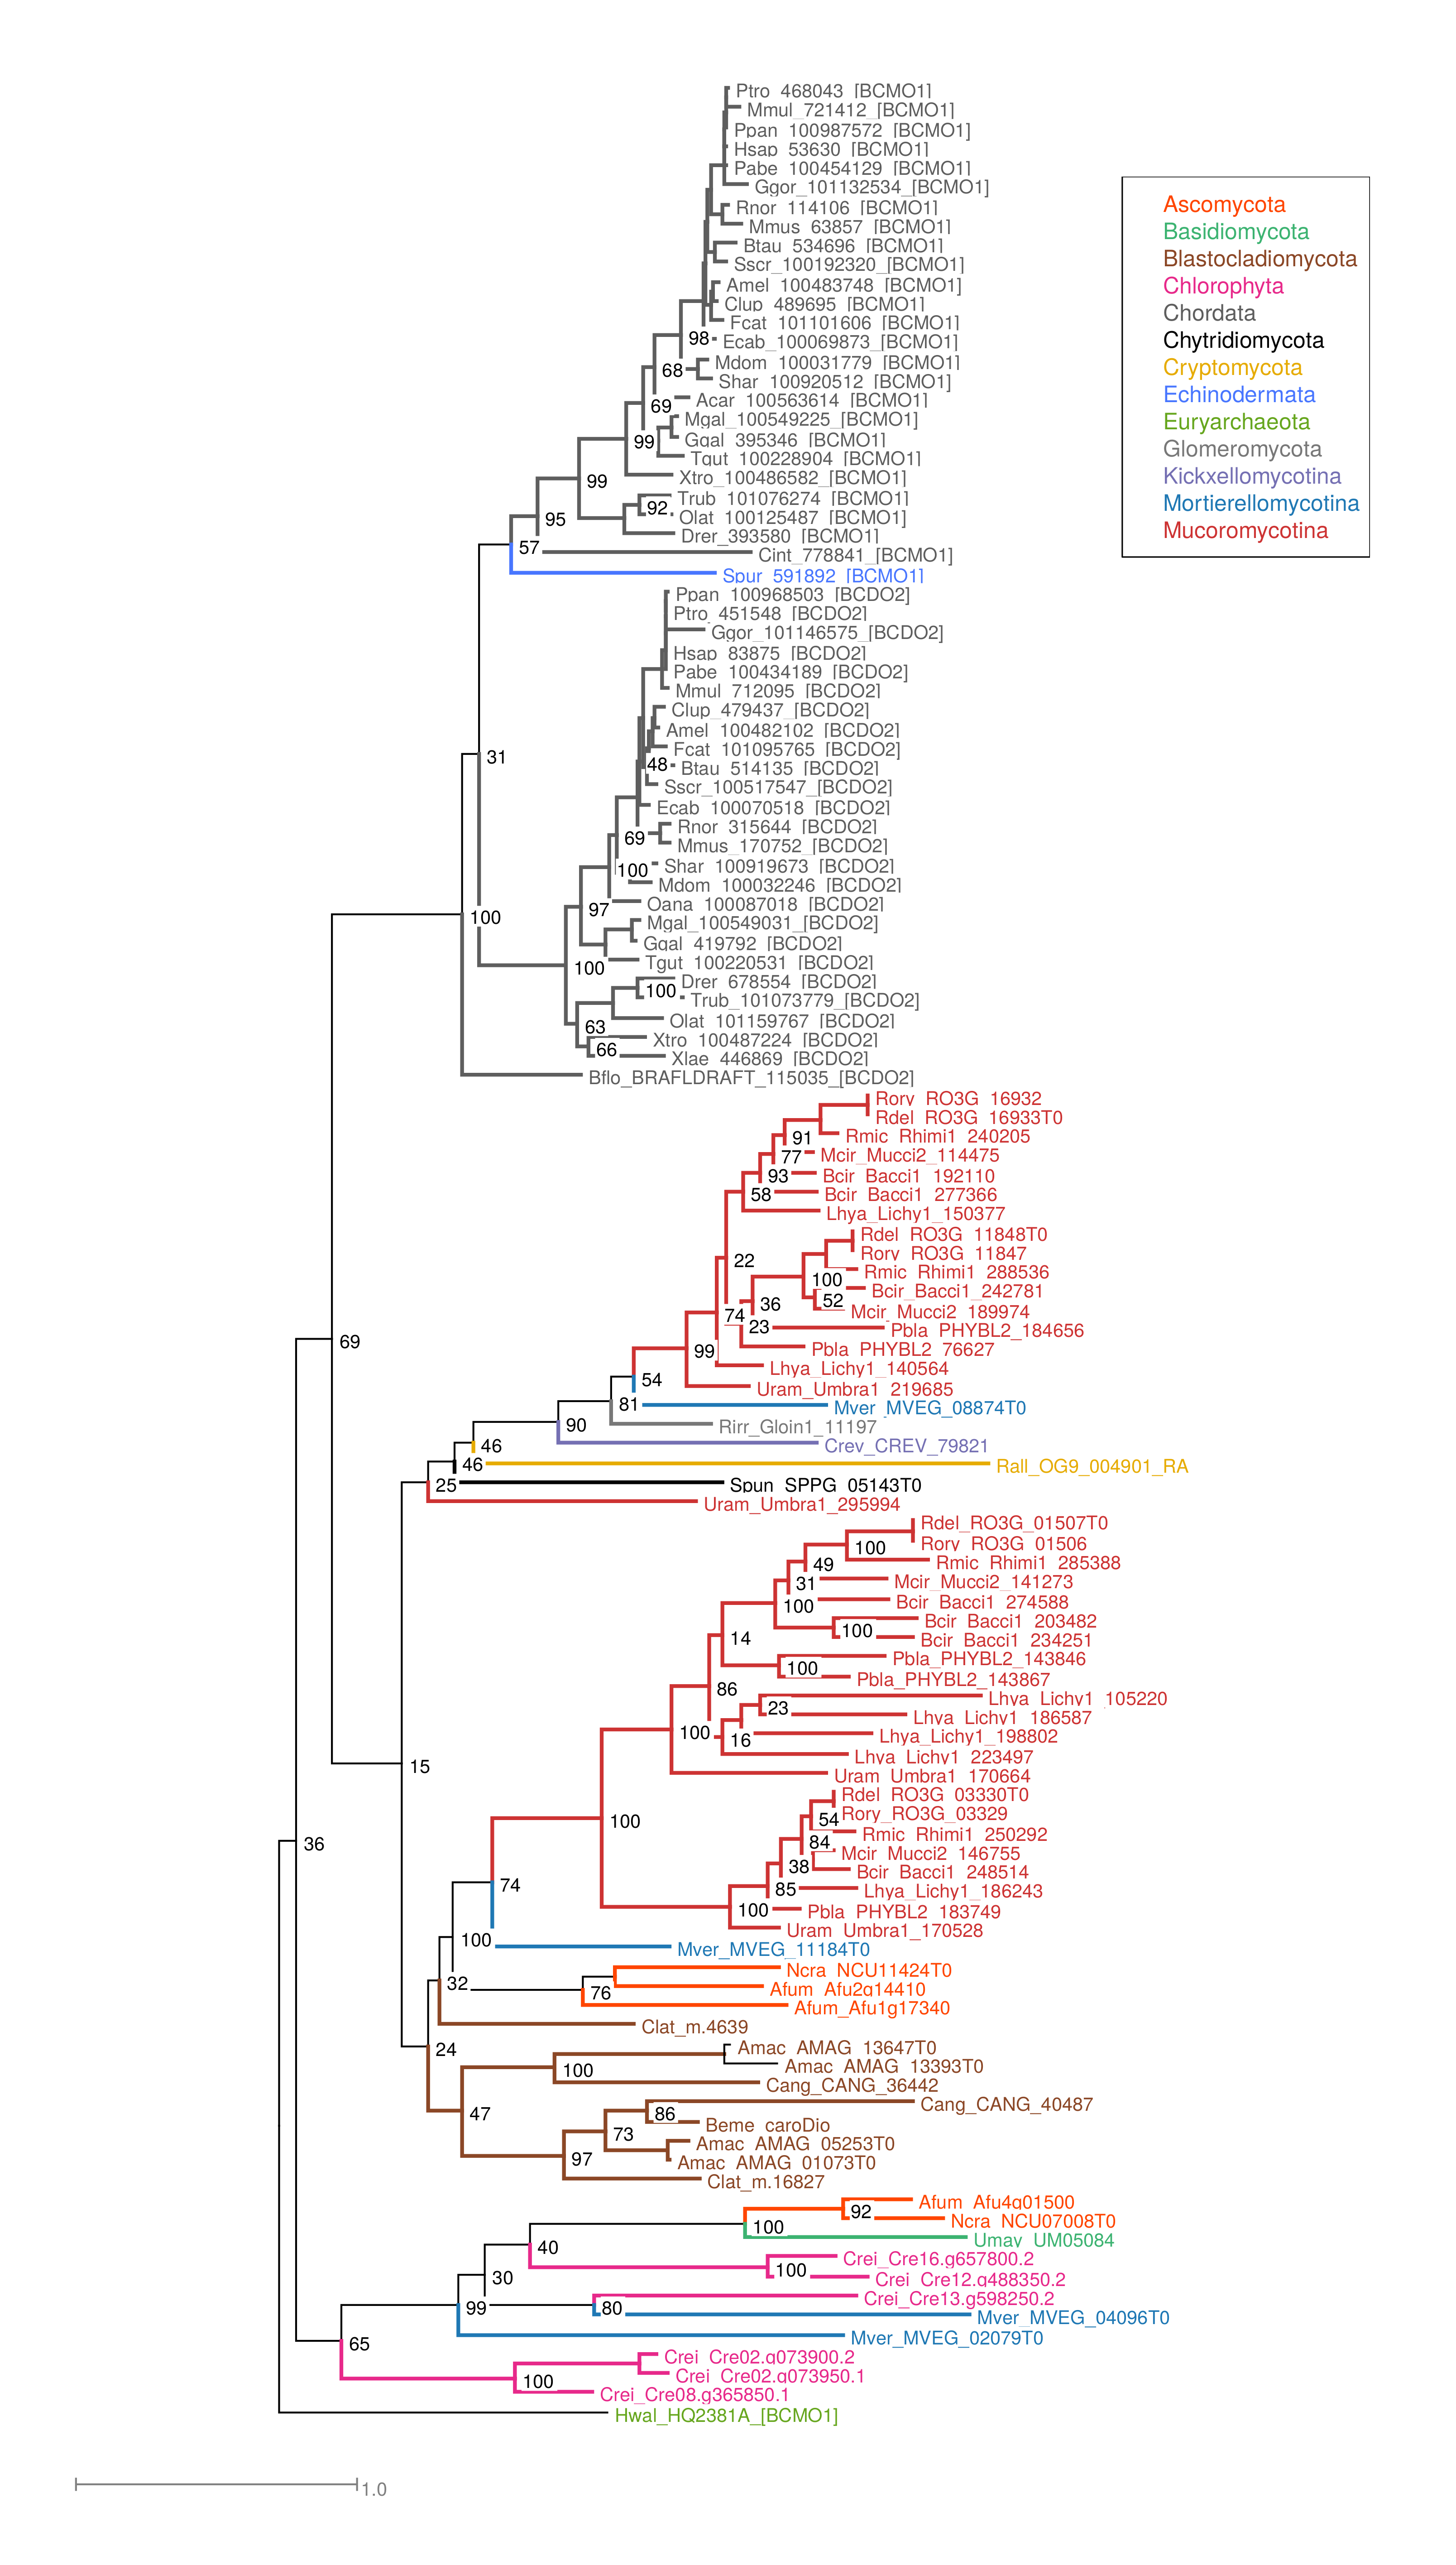 Ptro_468043_[BCMO1]
Mmul_721412_[BCMO1]
Ppan_100987572_[BCMO1]
Hsap_53630_[BCMO1]
Pabe_100454129_[BCMO1]
Ggor_101132534_[BCMO1]
Rnor_114106_[BCMO1]
Mmus_63857_[BCMO1]
Btau_534696_[BCMO1]
Sscr_100192320_[BCMO1]
Amel_100483748_[BCMO1]
Clup_489695_[BCMO1]
Fcat_101101606_[BCMO1]
98 Ecab_100069873_[BCMO1]
Mdom_100031779_[BCMO1]
68
Shar_100920512_[BCMO1]
69 Acar_100563614_[BCMO1]
Mgal_100549225_[BCMO1]
99 Ggal_395346_[BCMO1]
Tgut_100228904_[BCMO1]
Xtro_100486582_[BCMO1]
99
Trub_101076274_[BCMO1]
92
Olat_100125487_[BCMO1]
95
Drer_393580_[BCMO1]
57
Cint_778841_[BCMO1]
Spur_591892_[BCMO1]
Ascomycota
Basidiomycota
Blastocladiomycota
Chlorophyta
Chordata
Chytridiomycota
Cryptomycota
Echinodermata
Euryarchaeota
Glomeromycota
Kickxellomycotina
Mortierellomycotina
Mucoromycotina
Ppan_100968503_[BCDO2]
Ptro_451548_[BCDO2]
Ggor_101146575_[BCDO2]
Hsap_83875_[BCDO2]
Pabe_100434189_[BCDO2]
Mmul_712095_[BCDO2]
Clup_479437_[BCDO2]
Amel_100482102_[BCDO2]
Fcat_101095765_[BCDO2]
31
48 Btau_514135_[BCDO2]
Sscr_100517547_[BCDO2]
Ecab_100070518_[BCDO2]
Rnor_315644_[BCDO2]
69
Mmus_170752_[BCDO2]
100 Shar_100919673_[BCDO2]
Mdom_100032246_[BCDO2]
97 Oana_100087018_[BCDO2]
100
Mgal_100549031_[BCDO2]
Ggal_419792_[BCDO2]
100 Tgut_100220531_[BCDO2]
Drer_678554_[BCDO2]
100
Trub_101073779_[BCDO2]
Olat_101159767_[BCDO2]
63
Xtro_100487224_[BCDO2]
66
Xlae_446869_[BCDO2]
Bflo_BRAFLDRAFT_115035_[BCDO2]
Rory_RO3G_16932
Rdel_RO3G_16933T0
91 Rmic_Rhimi1_240205
77 Mcir_Mucci2_114475
93 Bcir_Bacci1_192110
58 Bcir_Bacci1_277366
Lhya_Lichy1_150377
Rdel_RO3G_11848T0
Rory_RO3G_11847
22
Rmic_Rhimi1_288536
100
Bcir_Bacci1_242781
52
36
Mcir_Mucci2_189974
74
23 Pbla_PHYBL2_184656
Pbla_PHYBL2_76627
99
Lhya_Lichy1_140564
54
Uram_Umbra1_219685
81 Mver_MVEG_08874T0
90 Rirr_Gloin1_11197
Crev_CREV_79821
46
46 Rall_OG9_004901_RA
25 Spun_SPPG_05143T0
Uram_Umbra1_295994
69
Rdel_RO3G_01507T0
Rory_RO3G_01506
100
Rmic_Rhimi1_285388
49
31 Mcir_Mucci2_141273
100 Bcir_Bacci1_274588
Bcir_Bacci1_203482
100
Bcir_Bacci1_234251
14
Pbla_PHYBL2_143846
100
Pbla_PHYBL2_143867
86
Lhya_Lichy1_105220
23
Lhya_Lichy1_186587
100
16 Lhya_Lichy1_198802
Lhya_Lichy1_223497
Uram_Umbra1_170664
15
100
Rdel_RO3G_03330T0
54 Rory_RO3G_03329
Rmic_Rhimi1_250292
84
Mcir_Mucci2_146755
38 Bcir_Bacci1_248514
85 Lhya_Lichy1_186243
100 Pbla_PHYBL2_183749
Uram_Umbra1_170528
36
74
100
Mver_MVEG_11184T0
Ncra_NCU11424T0
32
76 Afum_Afu2g14410
Afum_Afu1g17340
Clat_m.4639
24
Amac_AMAG_13647T0
Amac_AMAG_13393T0
100
Cang_CANG_36442
47
Cang_CANG_40487
86
Beme_caroDio
73
Amac_AMAG_05253T0
97 Amac_AMAG_01073T0
Clat_m.16827
Afum_Afu4g01500
92
Ncra_NCU07008T0
100
Umay_UM05084
40
Crei_Cre16.g657800.2
100
Crei_Cre12.g488350.2
30
Crei_Cre13.g598250.2
99 80
Mver_MVEG_04096T0
Mver_MVEG_02079T0
65
Crei_Cre02.g073900.2
Crei_Cre02.g073950.1
100
Crei_Cre08.g365850.1
Hwal_HQ2381A_[BCMO1]
1.0